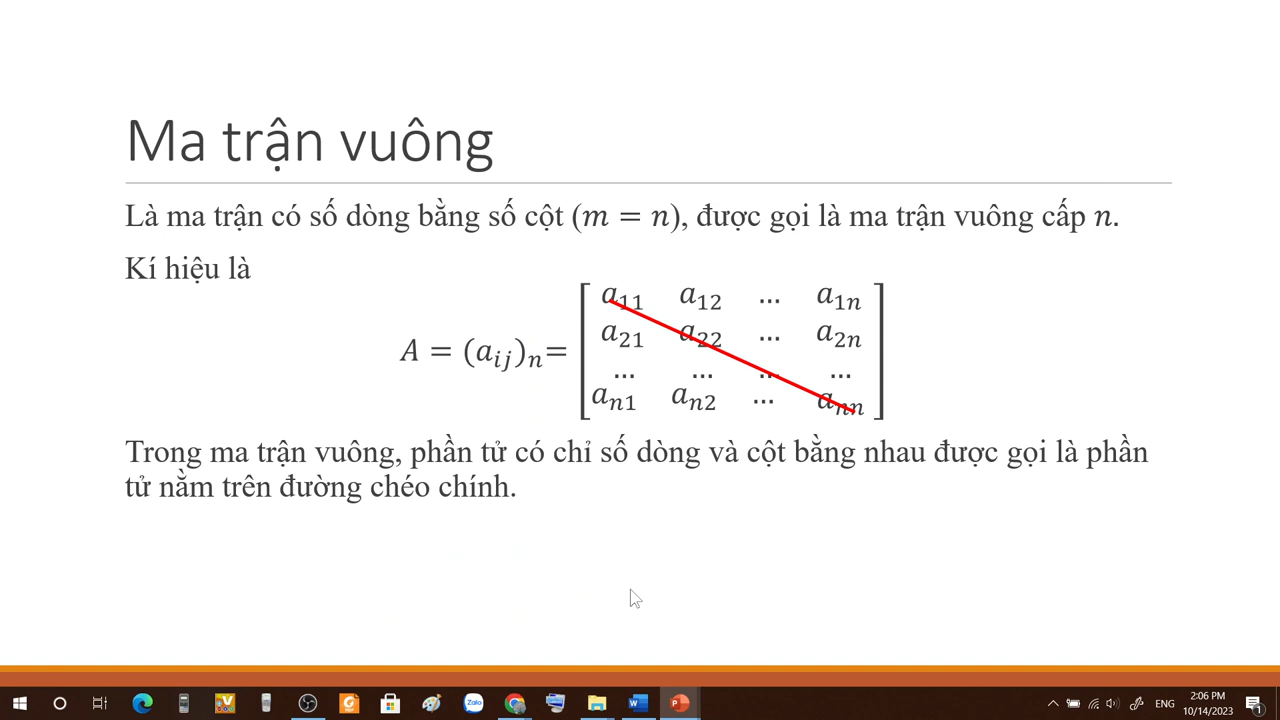 Ma trận vuông
Là ma trận có số dòng bằng số cột (m = n), được gọi là ma trận vuông cấp n.
Kí hiệu là
a11 a12 ... a1n
a21 a22 ... a2n
A = (aij)n=
... ... ... ...
an1 an2 ... ann
Trong ma trận vuông, phần tử có chỉ số dòng và cột bằng nhau được gọi là phần
tử nằm trên đường chéo chính.
Zalo
ENG
2:06 PM
10/14/2023
1